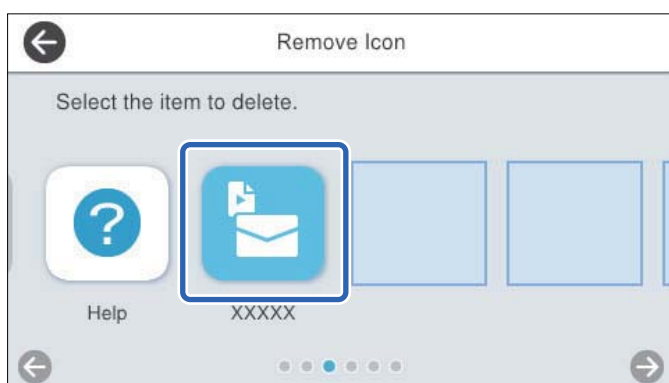 Remove Icon
Select the item to delete.
?
Help
XXXXX